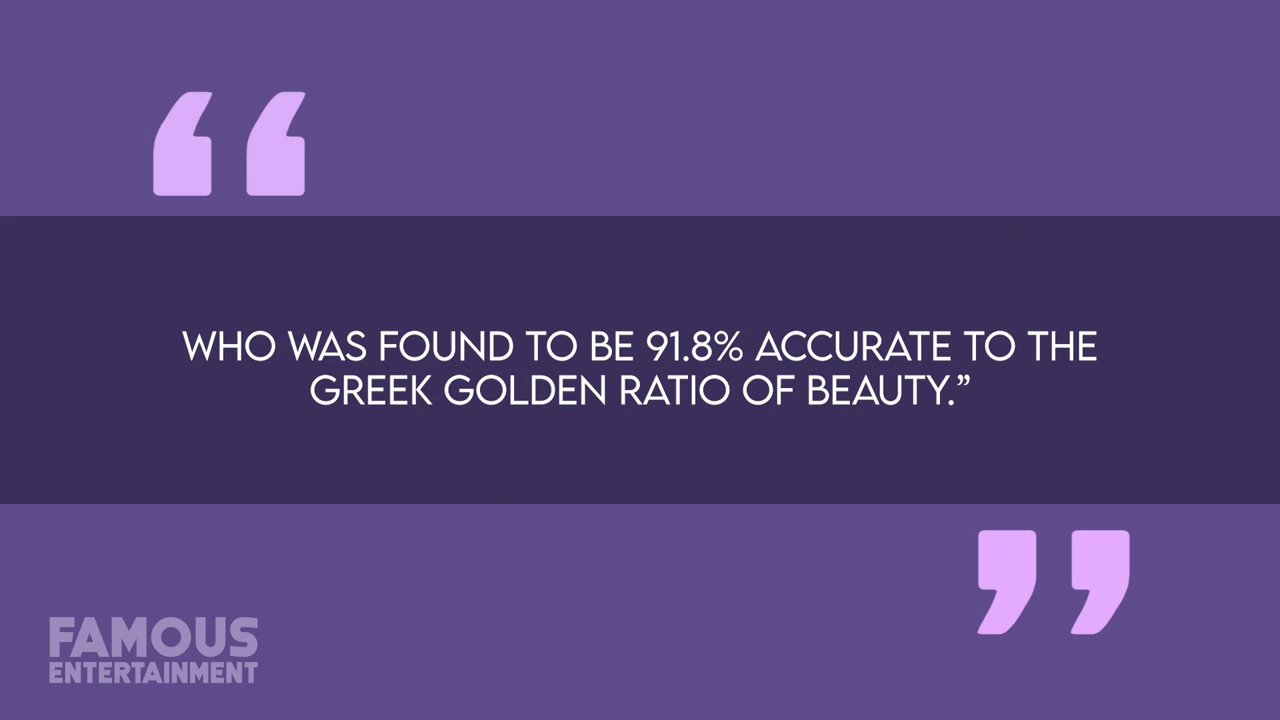 WHO WAS FOUND TO BE 91.8% ACCURATE TO THE
GREEK GOLDEN RATIO OF BEAUTY.”
FAMOUS
ENTERTAINMENT